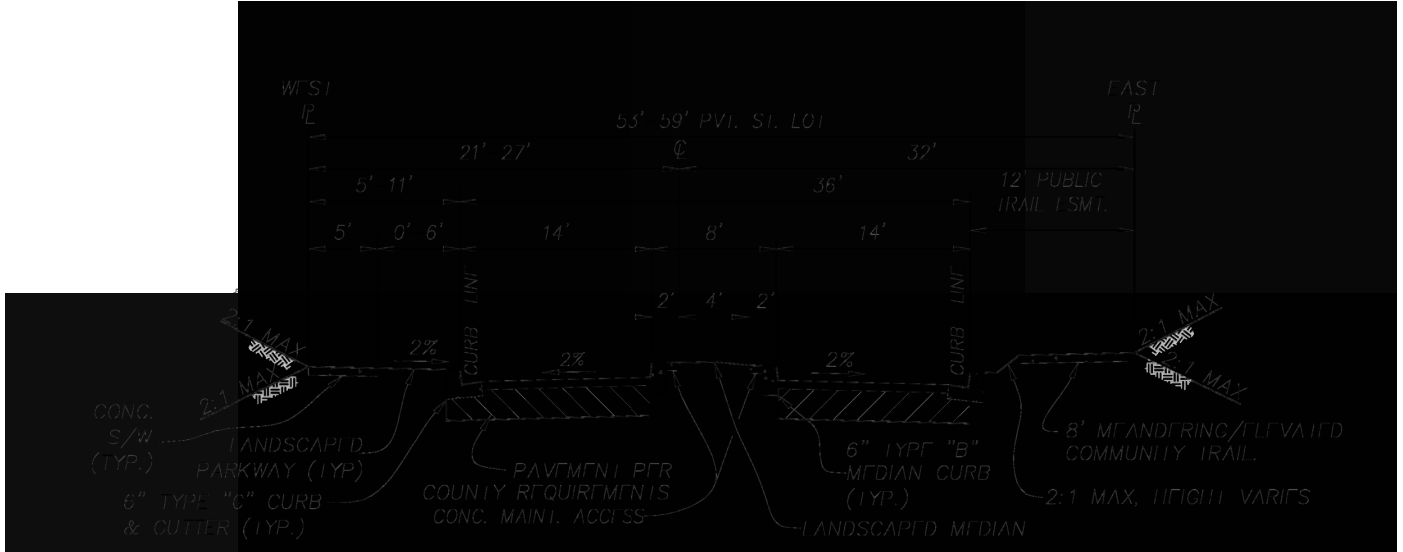 WEST
PL
EAST
PL
53'-59' PVT. ST. LOT
21'-27'
CL
32'
5'-11'
36'
12' PUBLIC
TRAIL ESMT.
5'
0'-6'
14'
8'
14'
CURB LINE
2'
4'
2'
CURB LINE
2:1 MAX
2:1 MAX
2%
2%
2%
2:1 MAX
2:1 MAX
CONC.
S/W
(TYP.)
LANDSCAPED
PARKWAY (TYP)
6" TYPE "C" CURB
& GUTTER (TYP.)
PAVEMENT PER
COUNTY REQUIREMENTS
CONC. MAINT. ACCESS
6" TYPE "B"
MEDIAN CURB
(TYP.)
LANDSCAPED MEDIAN
8' MEANDERING/ELEVATED
COMMUNITY TRAIL.
2:1 MAX, HEIGHT VARIES